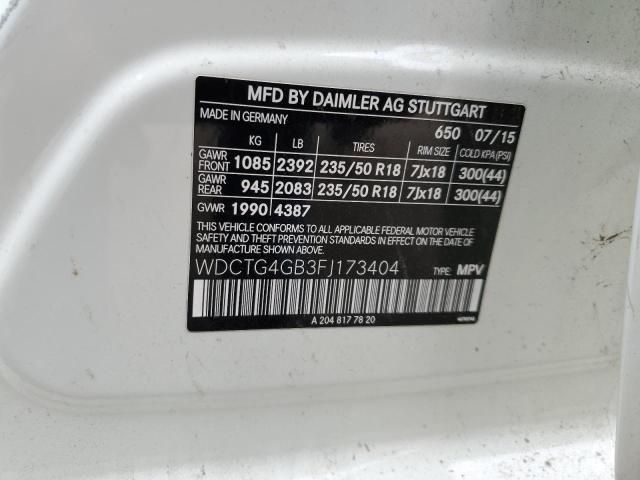 MFD BY DAIMLER AG STUTTGART
MADE IN GERMANY 650 07/15
KG LB TIRES RIM SIZE COLD KPA (PSI)
GAWR FRONT 1085 2392 235/50 R18 7Jx18 300(44)
GAWR REAR 945 2083 235/50 R18 7Jx18 300(44)
GVWR 1990 4387
THIS VEHICLE CONFORMS TO ALL APPLICABLE FEDERAL MOTOR VEHICLE
SAFETY AND THEFT PREVENTION STANDARDS IN EFFECT ON THE DATE OF
MANUFACTURE SHOWN ABOVE.
WDCTG4GB3FJ173404 TYPE: MPV
A 204 817 78 20